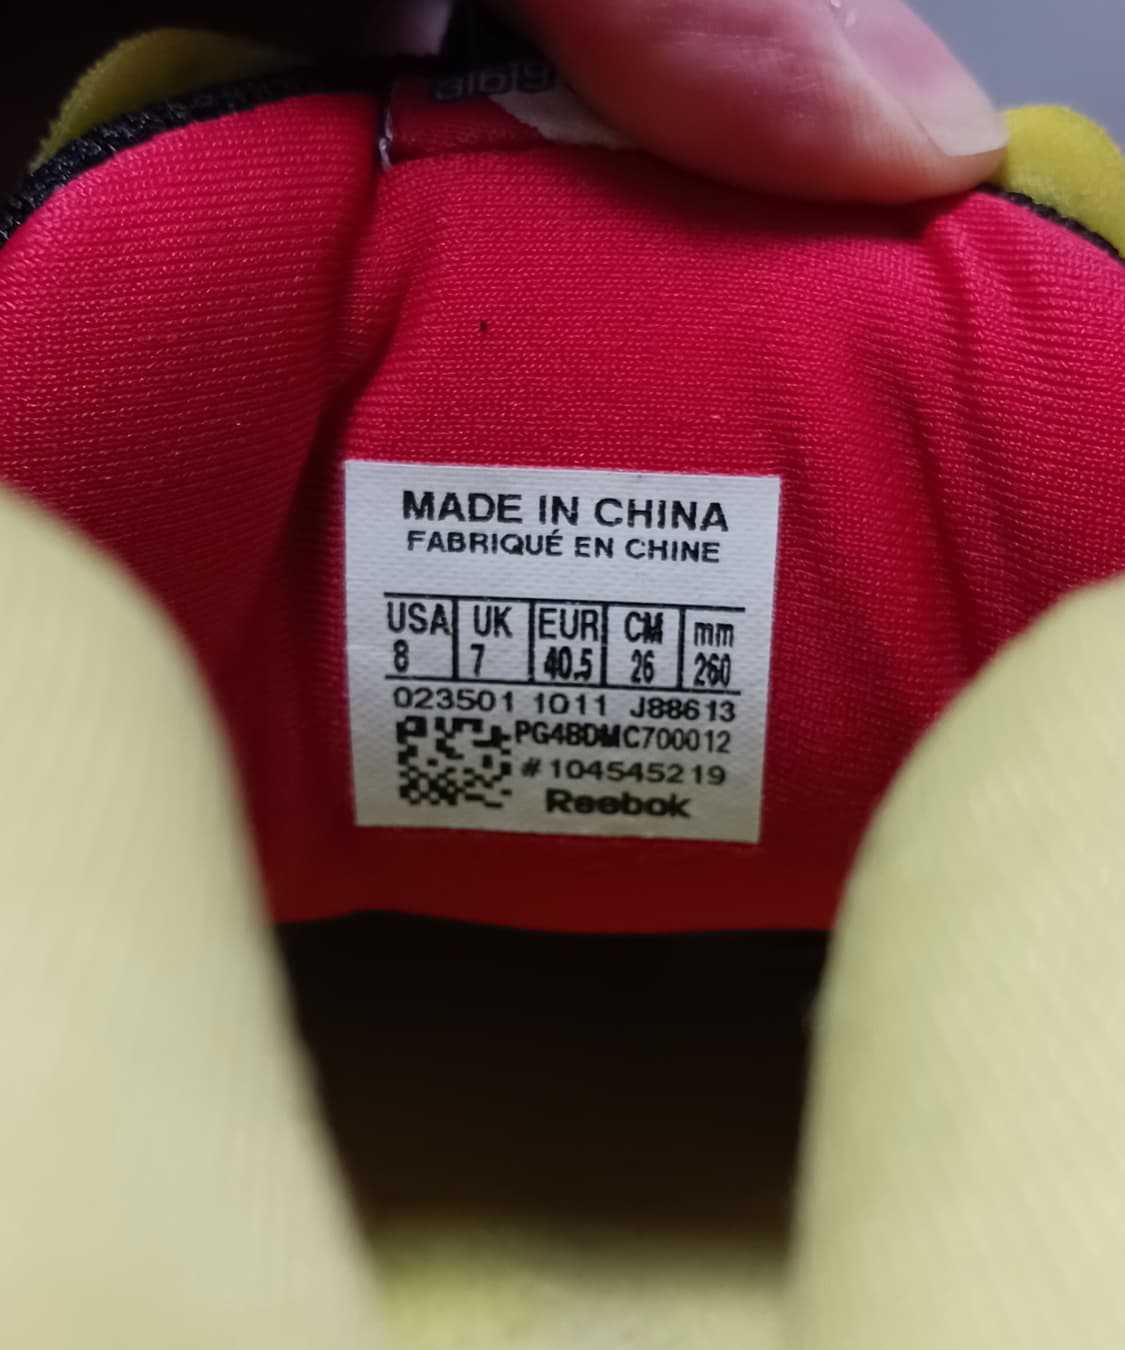 MADE IN CHINA
FABRIQUÉ EN CHINE
USA UK EUR CM mm
8 7 40.5 26 260
023501 1011 J88613
PG4BDMC700012
#104545219
Reebok